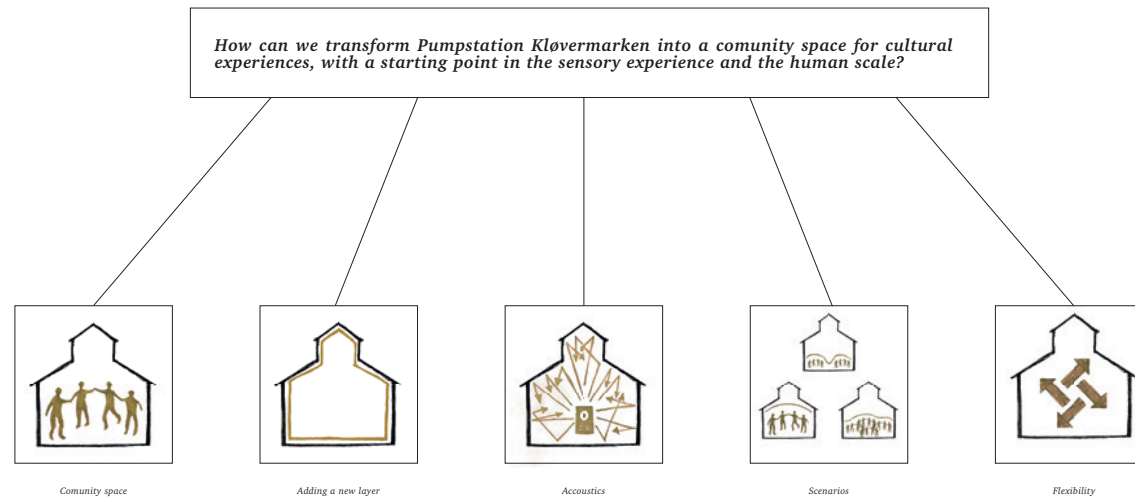 How can we transform Pumpstation Kløvermarken into a comunity space for cultural
experiences, with a starting point in the sensory experience and the human scale?
Comunity space
Adding a new layer
Accoustics
Scenarios
Flexibility